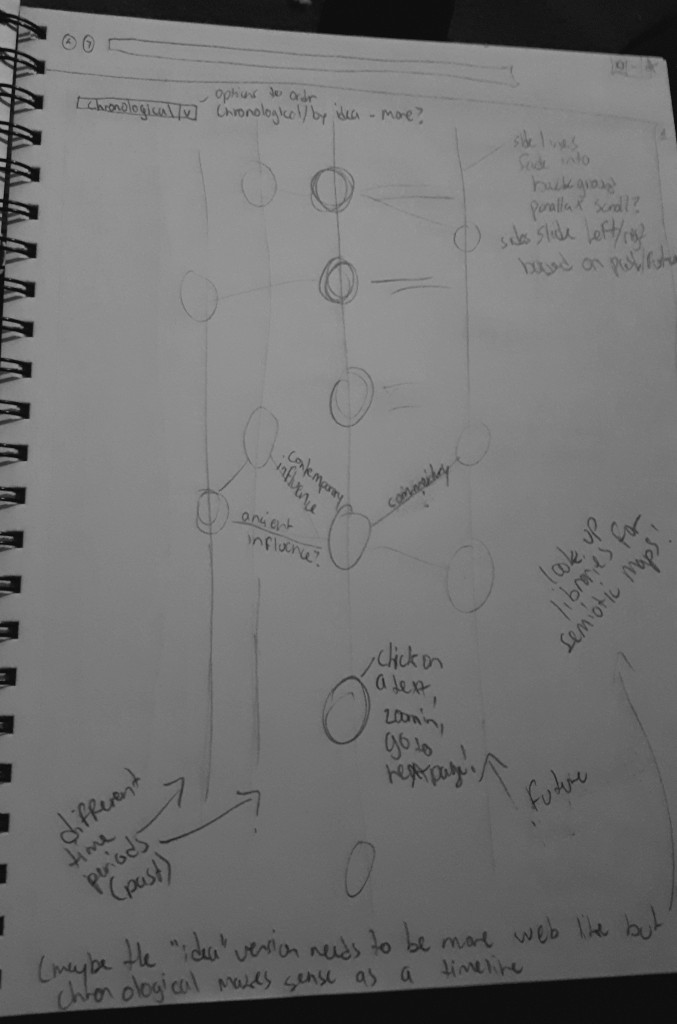 chronological
options to order
chronological/by idea - more?
side lines
fade into
background
parallax scroll?
sides slide left/right
based on past/future
contemporary
influence
commentary
ancient
influence?
look up
libraries for
semiotic maps!
click on
a text,
zoom in,
go to
next page!
different
time
periods
(past)
future
(maybe the "idea" version needs to be more web like but
chronological makes sense as a timeline